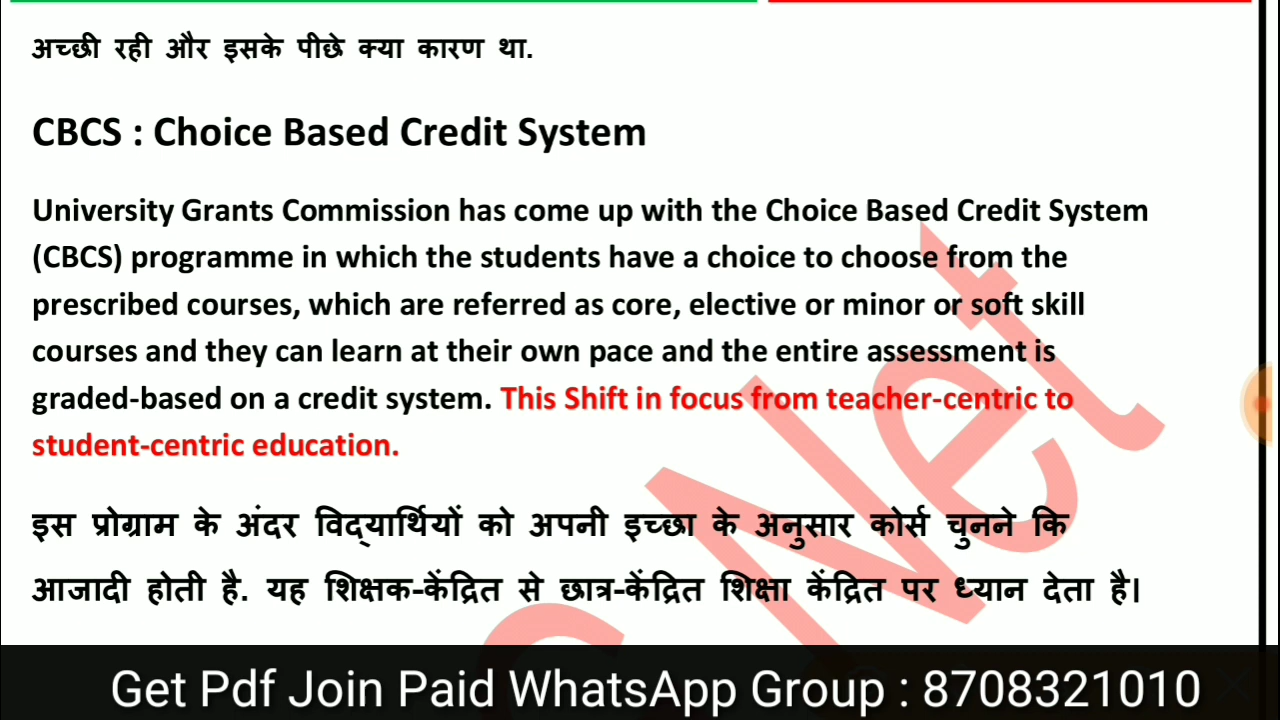 अच्छी रही और इसके पीछे क्या कारण था.
CBCS : Choice Based Credit System
University Grants Commission has come up with the Choice Based Credit System
(CBCS) programme in which the students have a choice to choose from the
prescribed courses, which are referred as core, elective or minor or soft skill
courses and they can learn at their own pace and the entire assessment is
graded-based on a credit system. This Shift in focus from teacher-centric to
student-centric education.
इस प्रोग्राम के अंदर विद्यार्थियों को अपनी इच्छा के अनुसार कोर्स चुनने कि
आजादी होती है. यह शिक्षक-केंद्रित से छात्र-केंद्रित शिक्षा केंद्रित पर ध्यान देता है।
Net
Get Pdf Join Paid WhatsApp Group : 8708321010